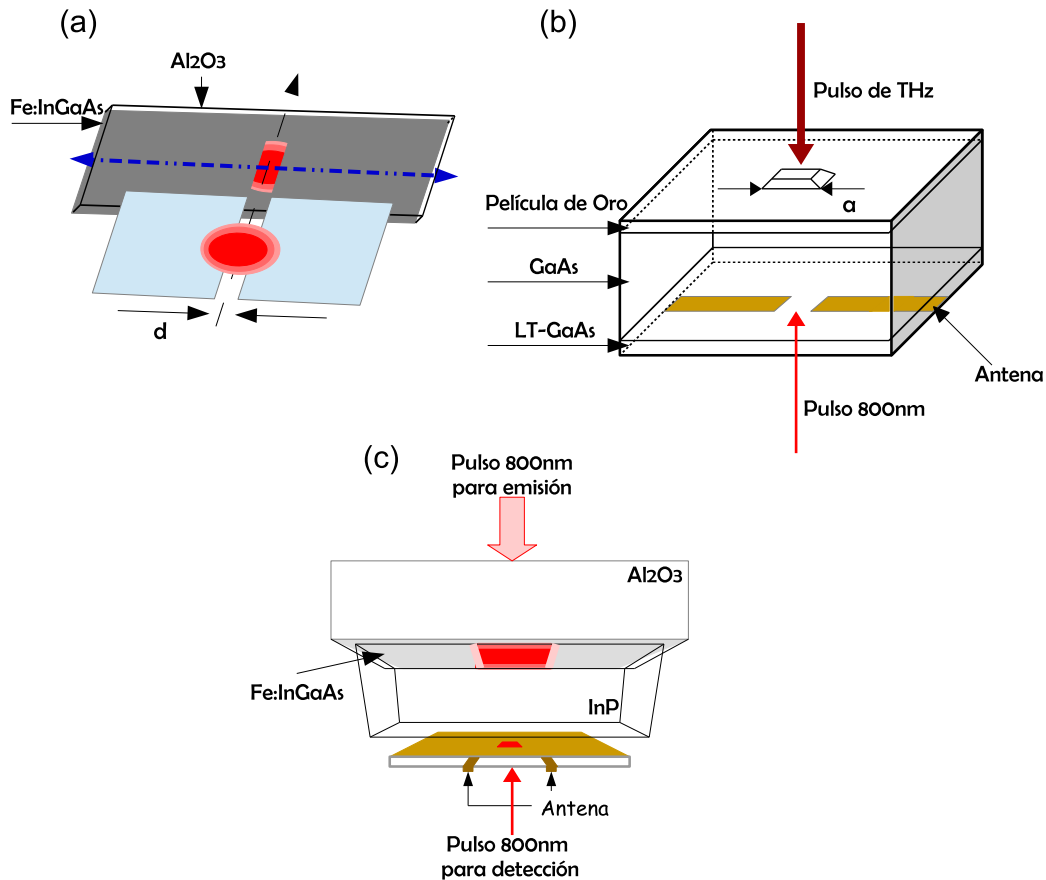 (a)
Al2O3
Fe:InGaAs
d
(b)
Pulso de THz
a
Película de Oro
GaAs
LT-GaAs
Antena
Pulso 800nm
(c)
Pulso 800nm
para emisión
Al2O3
Fe:InGaAs
InP
Antena
Pulso 800nm
para detección